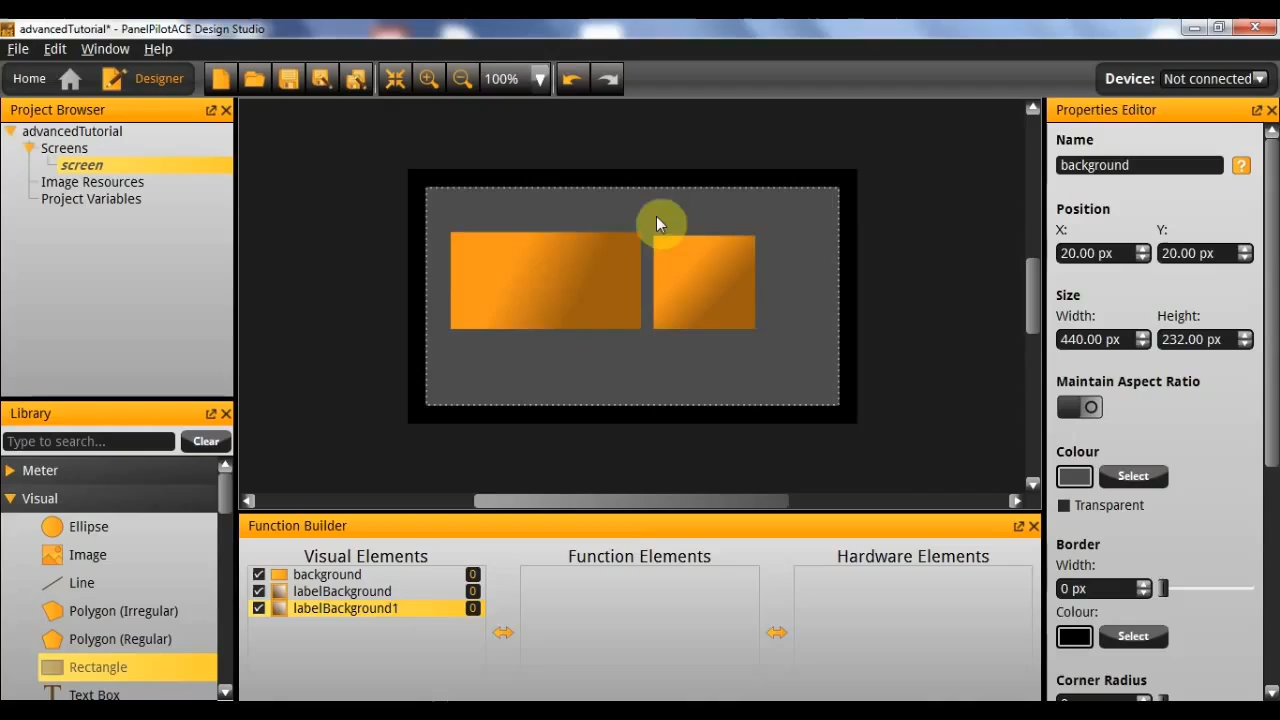 advancedTutorial* - PanelPilotACE Design Studio
File Edit Window Help
Home Designer 100% Device: Not connected
Project Browser
advancedTutorial
Screens
screen
Image Resources
Project Variables
Library
Type to search... Clear
Meter
Visual
Ellipse
Image
Line
Polygon (Irregular)
Polygon (Regular)
Rectangle
Text Box
Function Builder
Visual Elements Function Elements Hardware Elements
background 0
labelBackground 0
labelBackground1 0
Properties Editor
Name
background ?
Position
X: Y:
20.00 px 20.00 px
Size
Width: Height:
440.00 px 232.00 px
Maintain Aspect Ratio
Colour
Select
Transparent
Border
Width:
0 px
Colour:
Select
Corner Radius